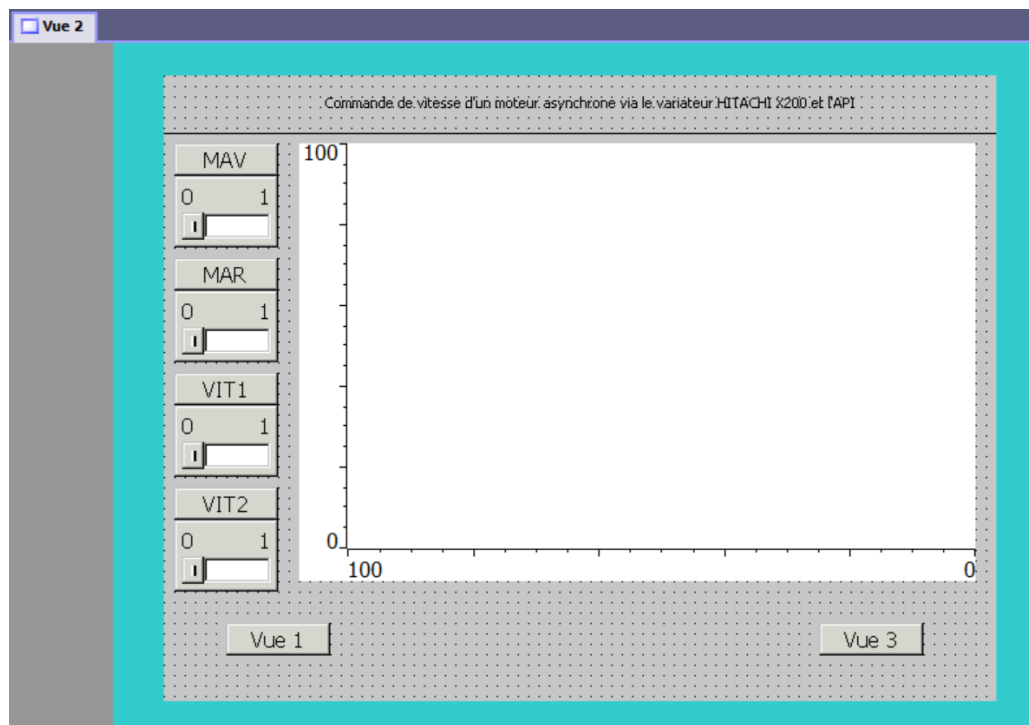 Vue 2
Commande de vitesse d'un moteur asynchrone via le variateur HITACHI X200 et l'API
MAV
0 1
MAR
0 1
VIT1
0 1
VIT2
0 1
100
0
100 0
Vue 1
Vue 3